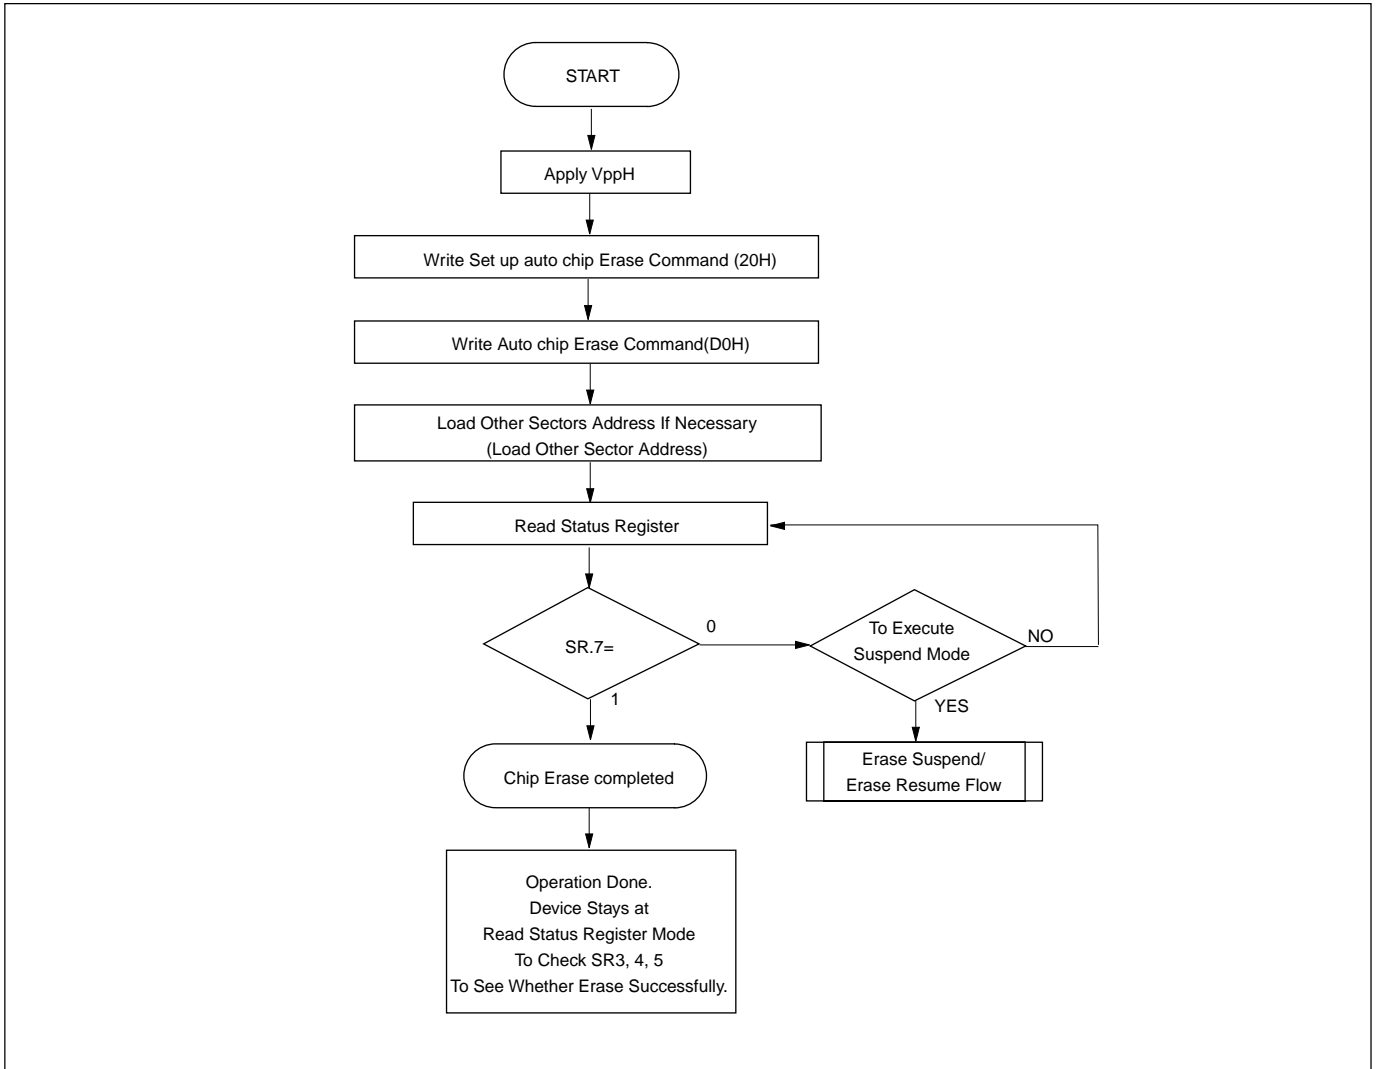 START
Apply VppH
Write Set up auto chip Erase Command (20H)
Write Auto chip Erase Command(D0H)
Load Other Sectors Address If Necessary
(Load Other Sector Address)
Read Status Register
SR.7=
0
To Execute
Suspend Mode
NO
1
YES
Chip Erase completed
Erase Suspend/
Erase Resume Flow
Operation Done.
Device Stays at
Read Status Register Mode
To Check SR3, 4, 5
To See Whether Erase Successfully.